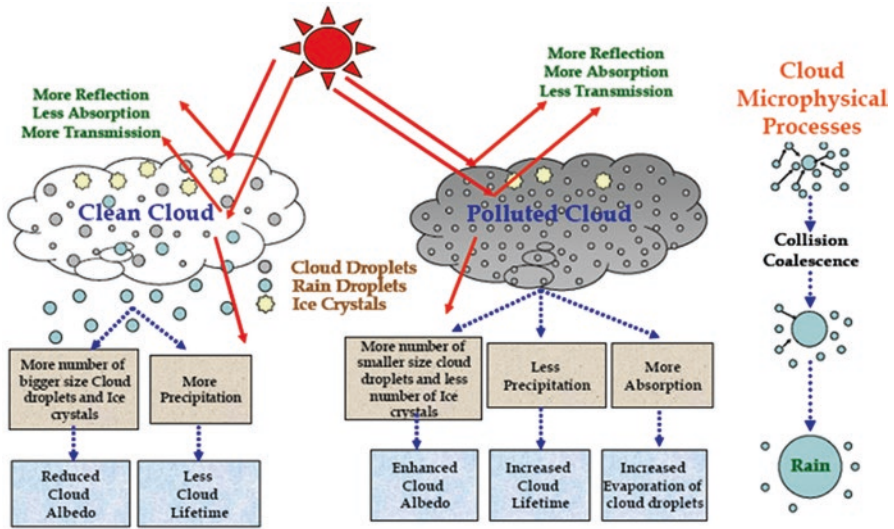 More Reflection
Less Absorption
More Transmission
More Reflection
More Absorption
Less Transmission
Cloud
Microphysical
Processes
Clean Cloud
Polluted Cloud
Cloud Droplets
Rain Droplets
Ice Crystals
Collision
Coalescence
More number of
bigger size Cloud
droplets and Ice
crystals
More
Precipitation
More number of
smaller size cloud
droplets and less
number of Ice
crystals
Less
Precipitation
More
Absorption
Reduced
Cloud
Albedo
Less
Cloud
Lifetime
Enhanced
Cloud
Albedo
Increased
Cloud
Lifetime
Increased
Evaporation of
cloud droplets
Rain